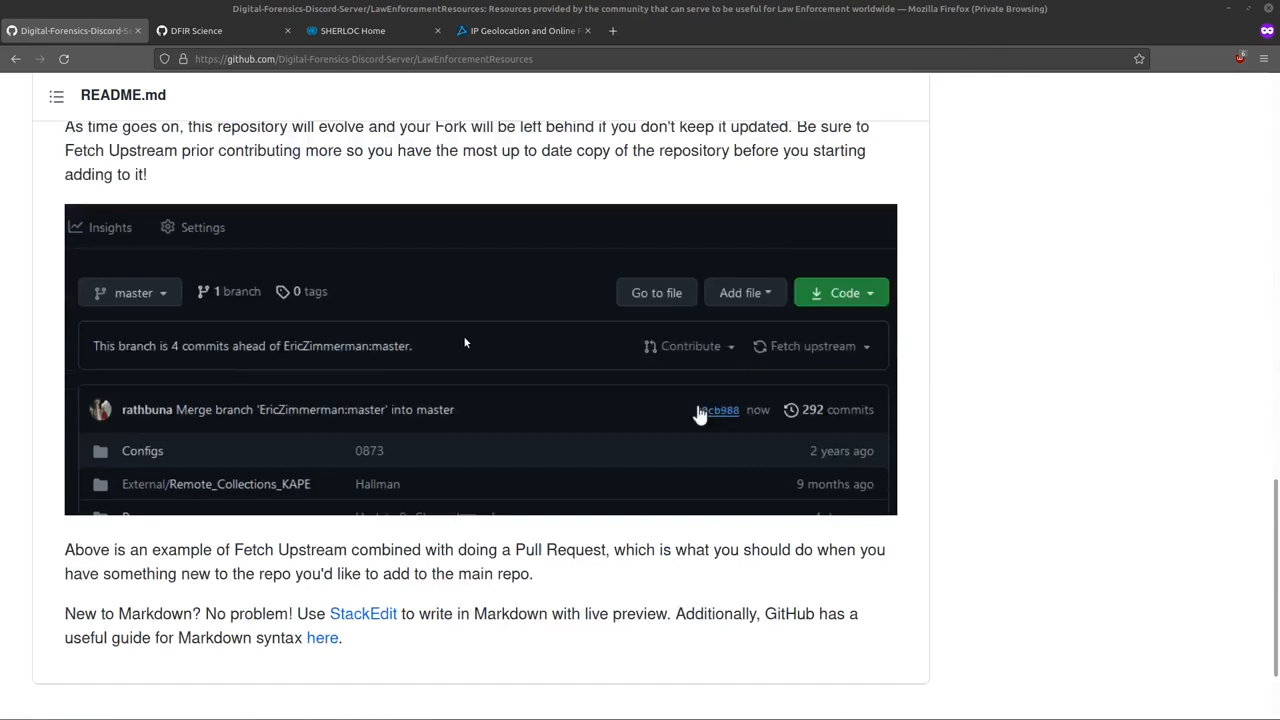 Digital-Forensics-Discord-Server/LawEnforcementResources: Resources provided by the community that can serve to be useful for Law Enforcement worldwide — Mozilla Firefox (Private Browsing)
Digital-Forensics-Discord-S
DFIR Science
SHERLOC Home
IP Geolocation and Online
https://github.com/Digital-Forensics-Discord-Server/LawEnforcementResources
6
README.md
As time goes on, this repository will evolve and your Fork will be left behind if you don't keep it updated. Be sure to
Fetch Upstream prior contributing more so you have the most up to date copy of the repository before you starting
adding to it!
Insights Settings
master 1 branch 0 tags Go to file Add file Code
This branch is 4 commits ahead of EricZimmerman:master. Contribute Fetch upstream
rathbuna Merge branch 'EricZimmerman:master' into master now 292 commits
Configs 0873 2 years ago
External/Remote_Collections_KAPE Hallman 9 months ago
Above is an example of Fetch Upstream combined with doing a Pull Request, which is what you should do when you
have something new to the repo you'd like to add to the main repo.
New to Markdown? No problem! Use StackEdit to write in Markdown with live preview. Additionally, GitHub has a
useful guide for Markdown syntax here.